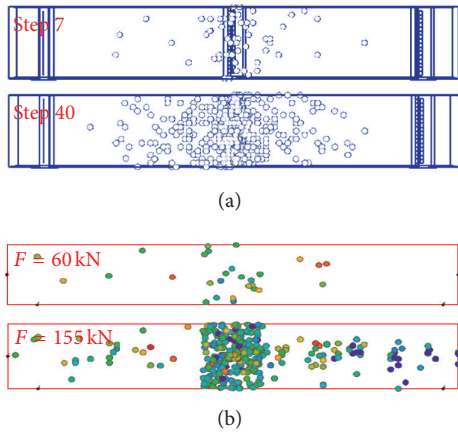 Step 7
Step 40
(a)
F = 60 kN
F = 155 kN
(b)